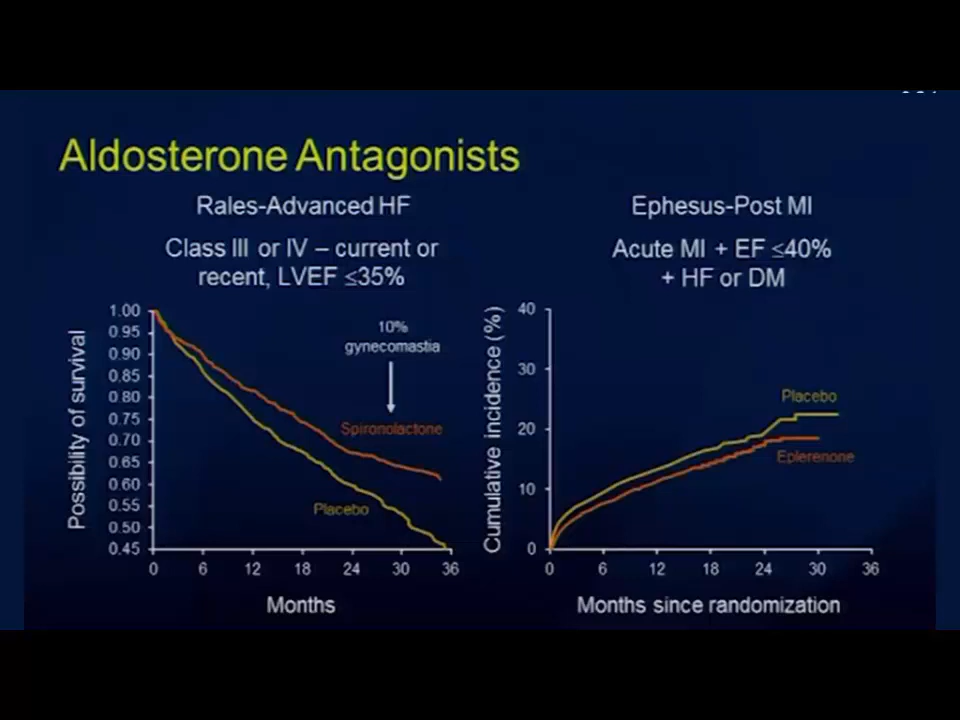 Aldosterone Antagonists
Rales-Advanced HF
Class III or IV – current or
recent, LVEF ≤35%
Possibility of survival
1.00
0.95
0.90
0.85
0.80
0.75
0.70
0.65
0.60
0.55
0.50
0.45
10%
gynecomastia
Spironolactone
Placebo
0 6 12 18 24 30 36
Months
Ephesus-Post MI
Acute MI + EF ≤40%
+ HF or DM
Cumulative incidence (%)
40
30
20
10
0
Placebo
Eplerenone
0 6 12 18 24 30 36
Months since randomization